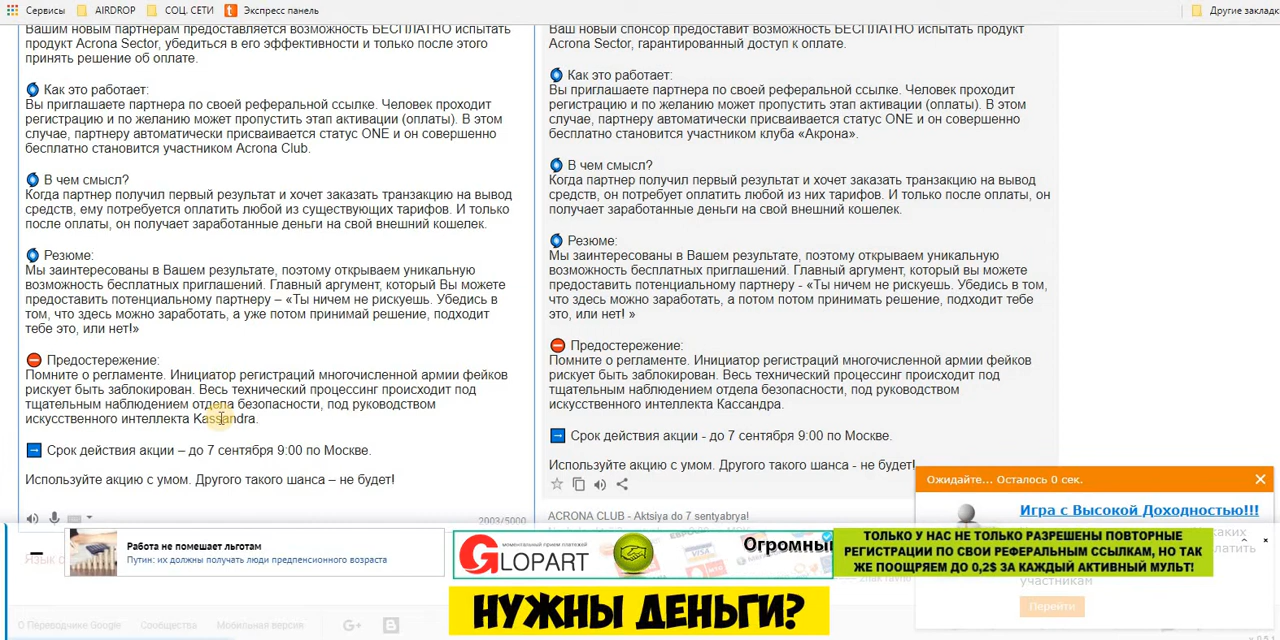 Сервисы AIRDROP СОЦ. СЕТИ Экспресс панель Другие закладк
Вашим новым партнерам предоставляется возможность БЕСПЛАТНО испытать
продукт Acrona Sector, убедиться в его эффективности и только после этого
принять решение об оплате.
Как это работает:
Вы приглашаете партнера по своей реферальной ссылке. Человек проходит
регистрацию и по желанию может пропустить этап активации (оплаты). В этом
случае, партнеру автоматически присваивается статус ONE и он совершенно
бесплатно становится участником Acrona Club.
В чем смысл?
Когда партнер получил первый результат и хочет заказать транзакцию на вывод
средств, ему потребуется оплатить любой из существующих тарифов. И только
после оплаты, он получает заработанные деньги на свой внешний кошелек.
Резюме:
Мы заинтересованы в Вашем результате, поэтому открываем уникальную
возможность бесплатных приглашений. Главный аргумент, который Вы можете
предоставить потенциальному партнеру – «Ты ничем не рискуешь. Убедись в
том, что здесь можно заработать, а уже потом принимай решение, подходит
тебе это, или нет!»
Предостережение:
Помните о регламенте. Инициатор регистраций многочисленной армии фейков
рискует быть заблокирован. Весь технический процессинг происходит под
тщательным наблюдением отдела безопасности, под руководством
искусственного интеллекта Kassandra.
Срок действия акции – до 7 сентября 9:00 по Москве.
Используйте акцию с умом. Другого такого шанса – не будет!
2003/5000
Ваш новый спонсор предоставит возможность БЕСПЛАТНО испытать продукт
Acrona Sector, гарантированный доступ к оплате.
Как это работает:
Вы приглашаете партнера по своей реферальной ссылке. Человек проходит
регистрацию и по желанию может пропустить этап активации (оплаты). В этом
случае, партнеру автоматически присваивается статус ONE и он совершенно
бесплатно становится участником клуба «Акрона».
В чем смысл?
Когда партнер получил первый результат и хочет заказать транзакцию на вывод
средств, он потребует оплатить любой из них тарифов. И только после оплаты, он
получает заработанные деньги на свой внешний кошелек.
Резюме:
Мы заинтересованы в Вашем результате, поэтому открываем уникальную
возможность бесплатных приглашений. Главный аргумент, который вы можете
предоставить потенциальному партнеру - «Ты ничем не рискуешь. Убедись в том,
что здесь можно заработать, а потом потом принимать решение, подходит тебе
это, или нет! »
Предостережение:
Помните о регламенте. Инициатор регистраций многочисленной армии фейков
рискует быть заблокирован. Весь технический процессинг происходит под
тщательным наблюдением отдела безопасности, под руководством
искусственного интеллекта Кассандра.
Срок действия акции - до 7 сентября 9:00 по Москве.
Используйте акцию с умом. Другого такого шанса - не будет!
ACRONA CLUB - Aktsiya do 7 sentyabrya!
Ожидайте... Осталось 0 сек.
Игра с Высокой Доходностью!!!
участникам
Перейти
Работа не помешает льготам
Путин: их должны получать люди предпенсионного возраста
моментальный прием платежей
GLOPART
Огромный
ТОЛЬКО У НАС НЕ ТОЛЬКО РАЗРЕШЕНЫ ПОВТОРНЫЕ
РЕГИСТРАЦИИ ПО СВОИ РЕФЕРАЛЬНЫМ ССЫЛКАМ, НО ТАК
ЖЕ ПООЩРЯЕМ ДО 0,2$ ЗА КАЖДЫЙ АКТИВНЫЙ МУЛЬТ!
НУЖНЫ ДЕНЬГИ?
О Переводчике Google Сообщества Мобильная версия